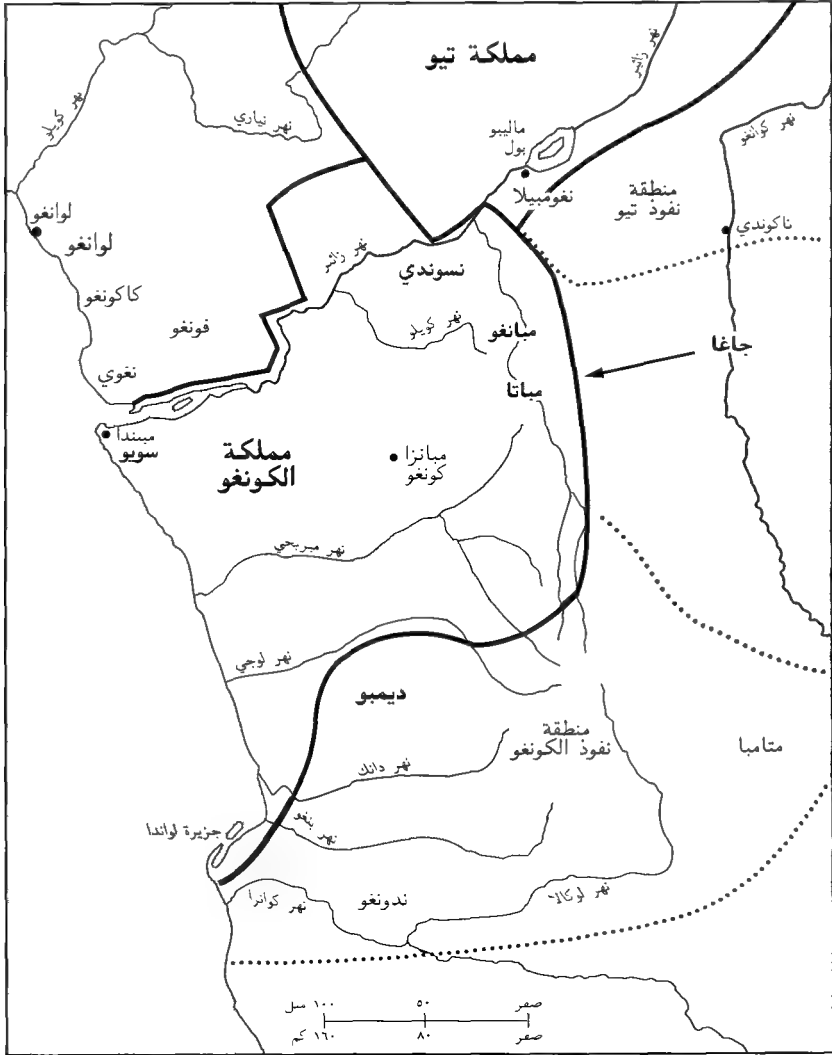 مملكة تيو
نهر زائير
نهر كويلو
نهر نياري
ماليبو
بول
نهر كوانغو
منطقة
نفوذ تيو
نغومبيلا
لوانغو
لوانغو
ناكوندي
نهر زائير
نسوندي
كاكونغو
فونغو
نهر كويلو
مبانغو
جاغا
نغوي
مباتا
مبيندا
سويو
مملكة
الكونغو
مبانزا
كونغو
نهر مبريجي
نهر لوجي
ديمبو
منطقة
نفوذ الكونغو
متامبا
نهر داندي
نهر بنغو
جزيرة لواندا
نهر كوانزا
ندونغو
نهر لوكالا
صفر ٥٠ ١٠٠ ميل
صفر ٨٠ ١٦٠ كم